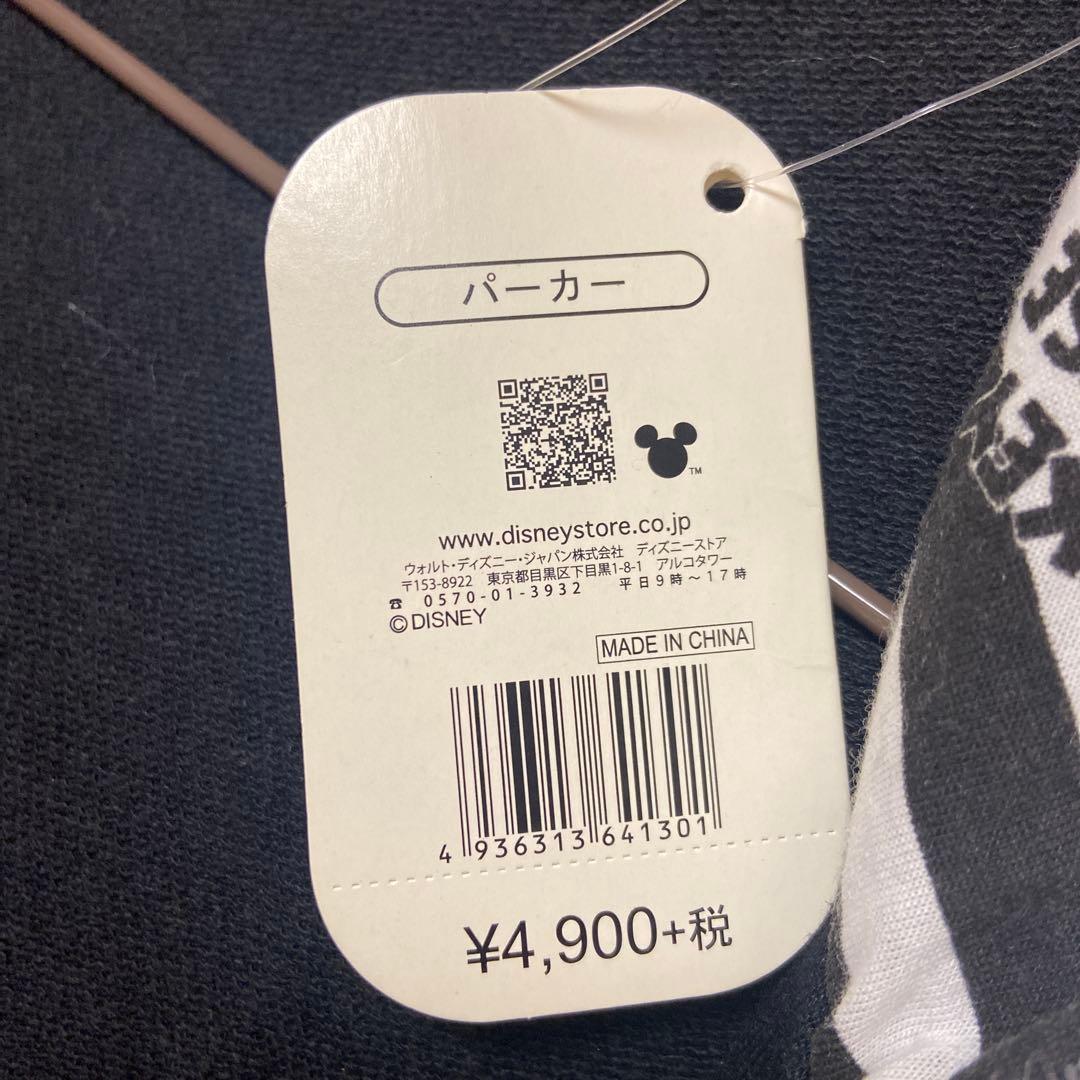 パーカー
TM
www.disneystore.co.jp
ウォルト・ディズニー・ジャパン株式会社 ディズニーストア
〒153-8922 東京都目黒区下目黒1-8-1 アルコタワー
☎ 0570-01-3932 平日9時～17時
©DISNEY
MADE IN CHINA
4 936313 641301
¥4,900+税